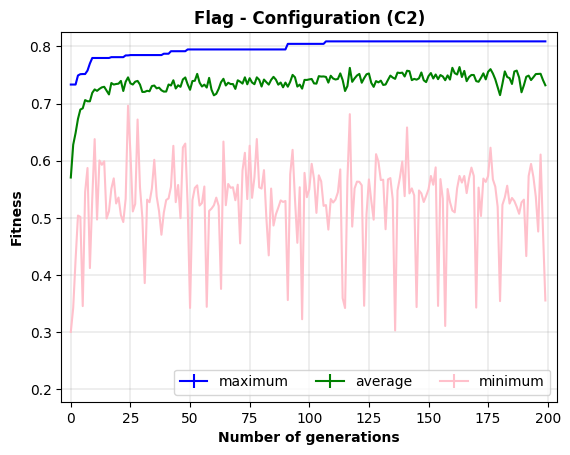 Flag - Configuration (C2)
Fitness
0.8
0.7
0.6
0.5
0.4
0.3
0.2
maximum average minimum
0 25 50 75 100 125 150 175 200
Number of generations